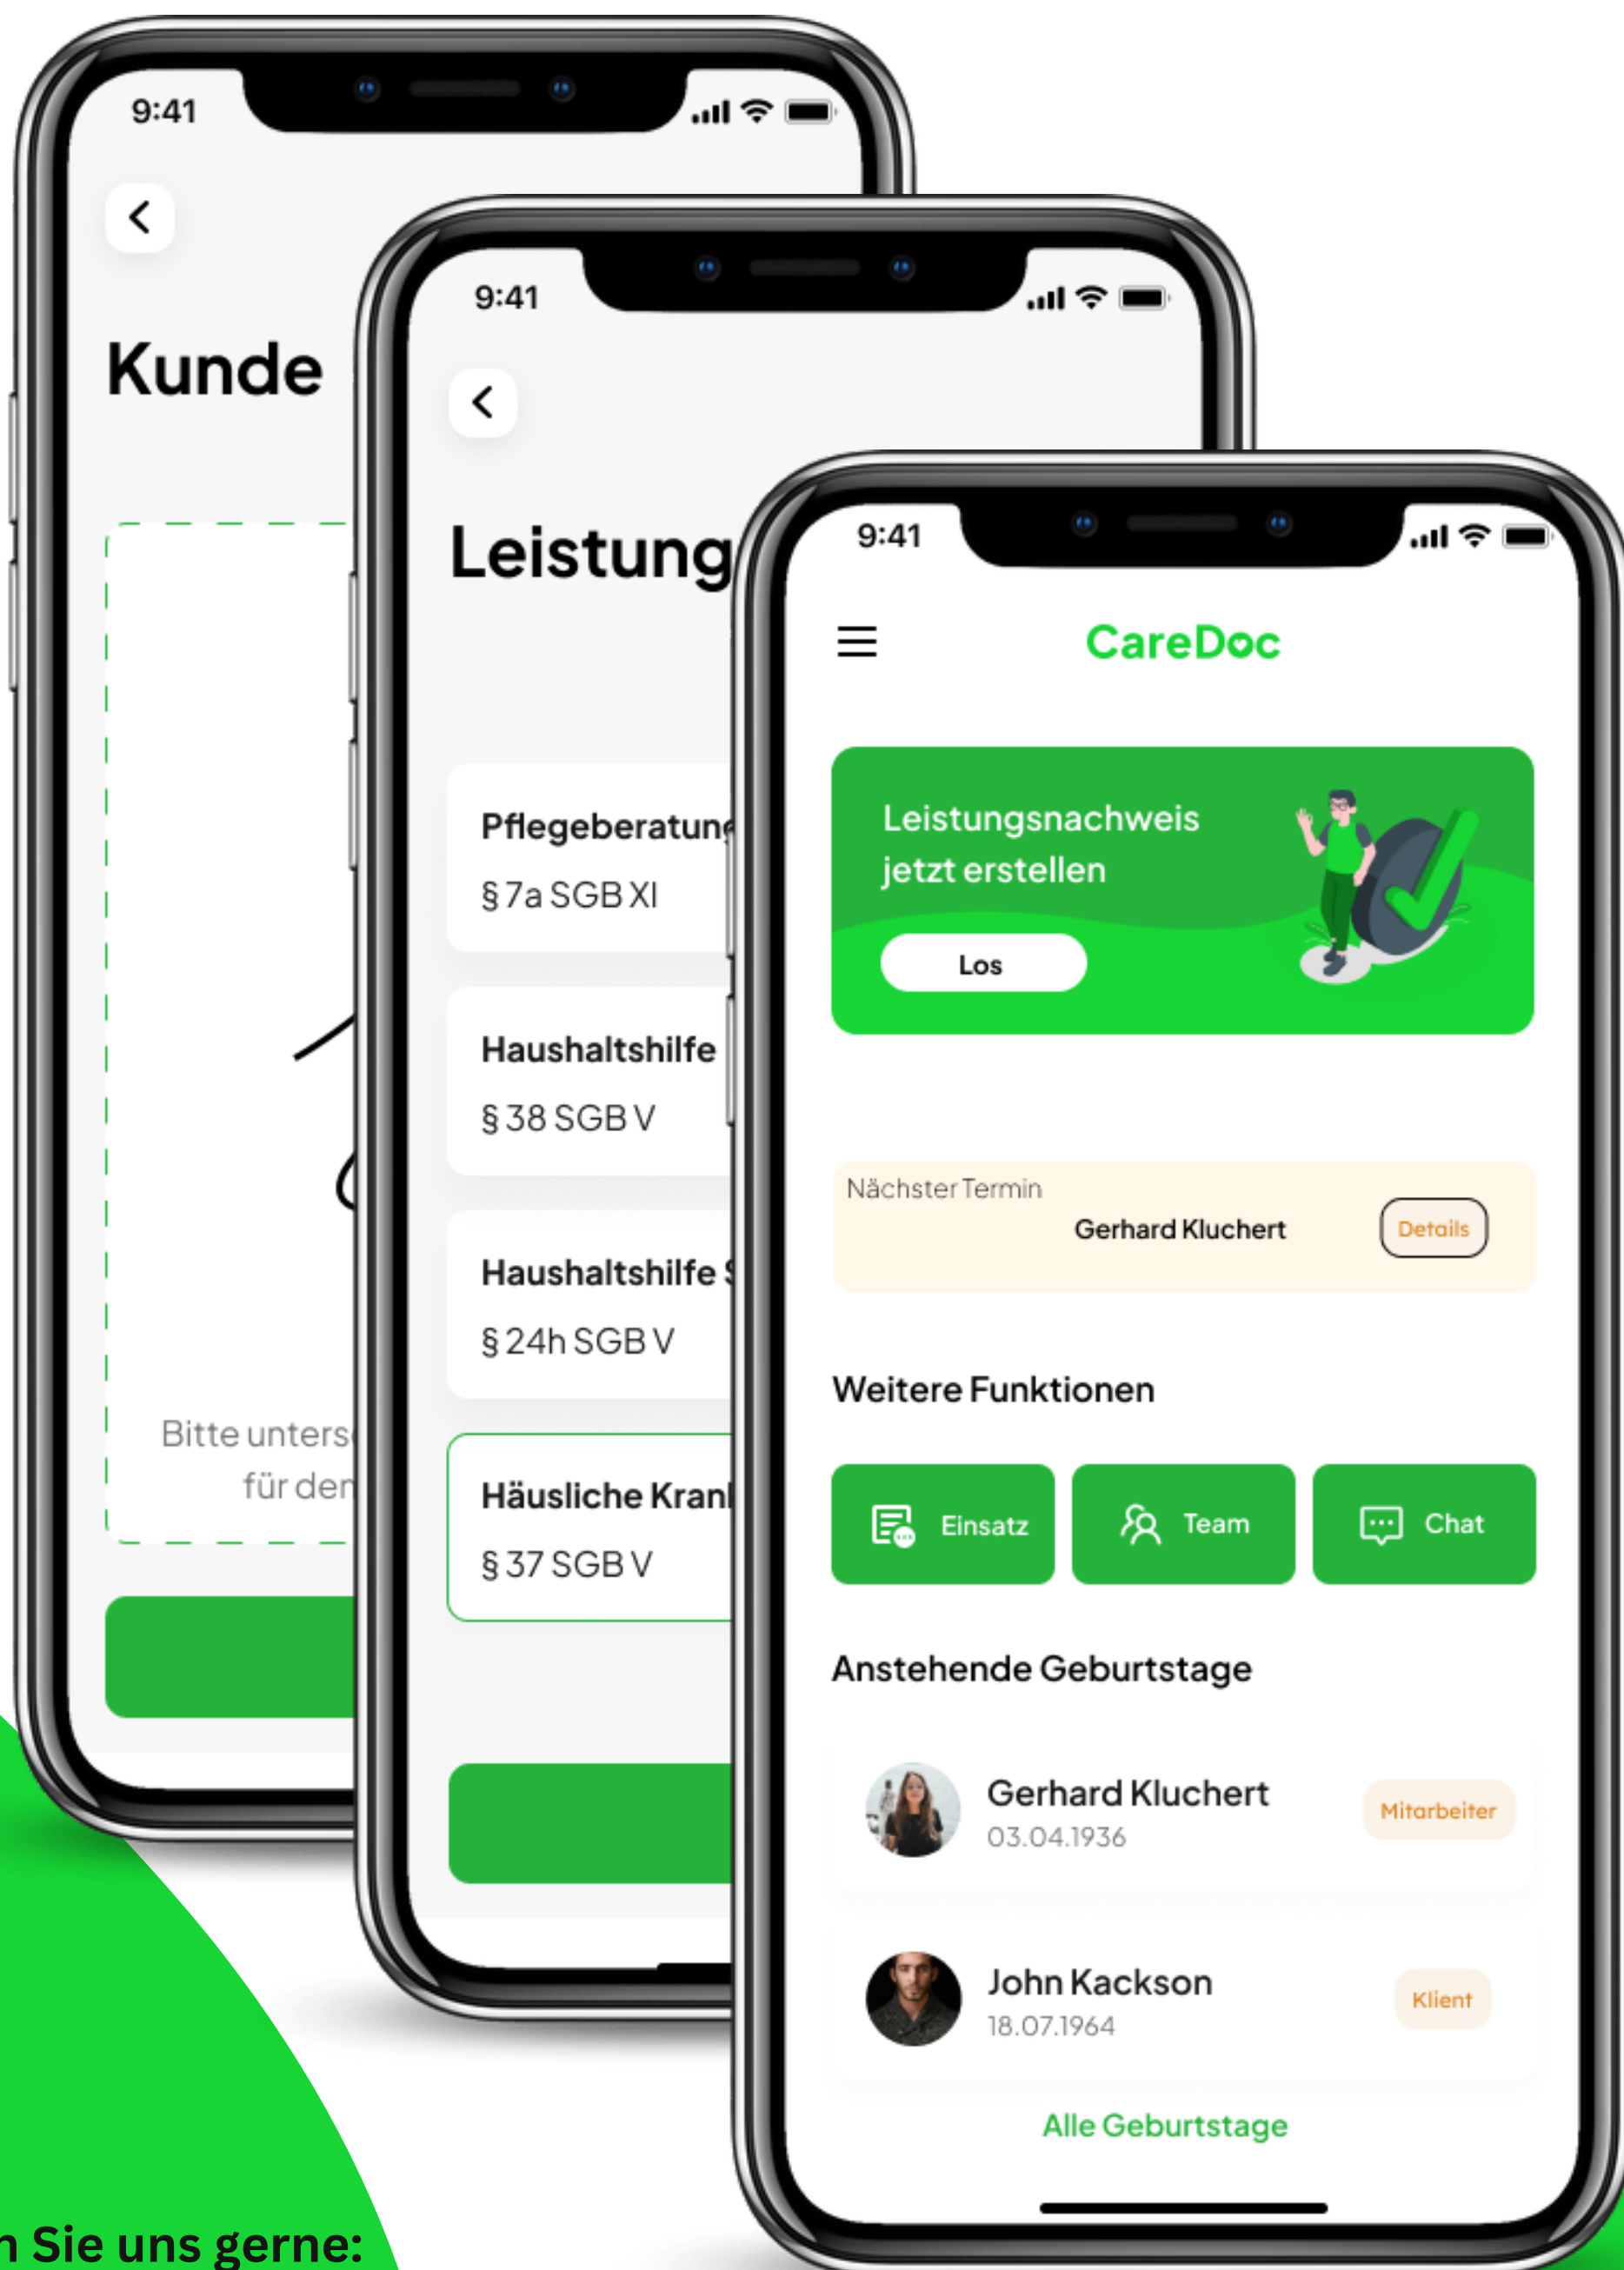 9:41
Kunde
Bitte
für
9:41
Leistung
Pflegeberatung
§ 7a SGB XI
Haushaltshilfe
§ 38 SGB V
Haushaltshilfe
§ 24h SGB V
Häusliche
§ 37 SGB V
9:41
CareDoc
Leistungsnachweis
jetzt erstellen
Los
Nächster Termin
Gerhard Kluchert
Details
Weitere Funktionen
Einsatz
Team
Chat
Anstehende Geburtstage
Gerhard Kluchert
03.04.1936
Mitarbeiter
John Kackson
18.07.1964
Klient
Alle Geburtstage
Sie uns gerne: